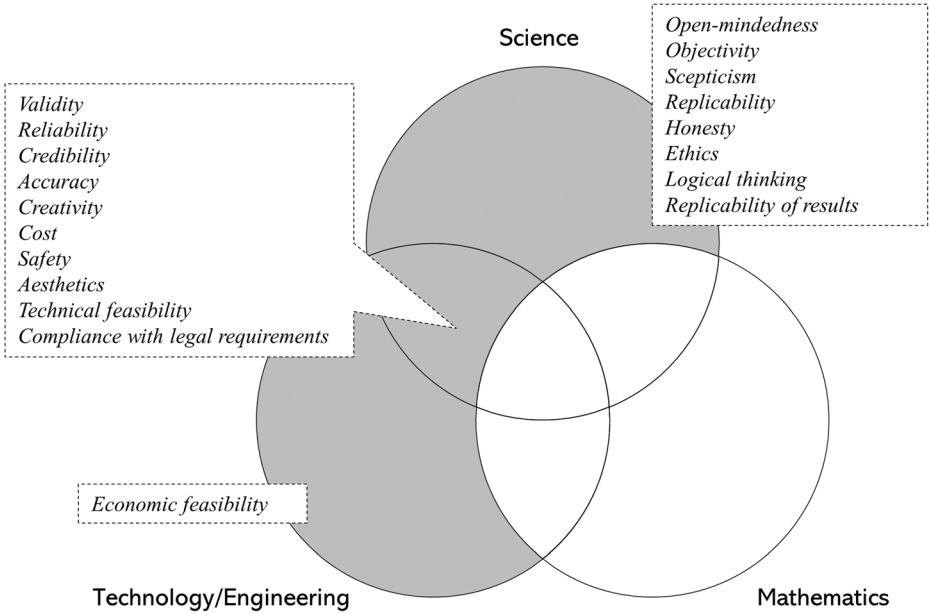 Science
Open-mindedness
Objectivity
Scepticism
Replicability
Honesty
Ethics
Logical thinking
Replicability of results
Validity
Reliability
Credibility
Accuracy
Creativity
Cost
Safety
Aesthetics
Technical feasibility
Compliance with legal requirements
Economic feasibility
Technology/Engineering
Mathematics